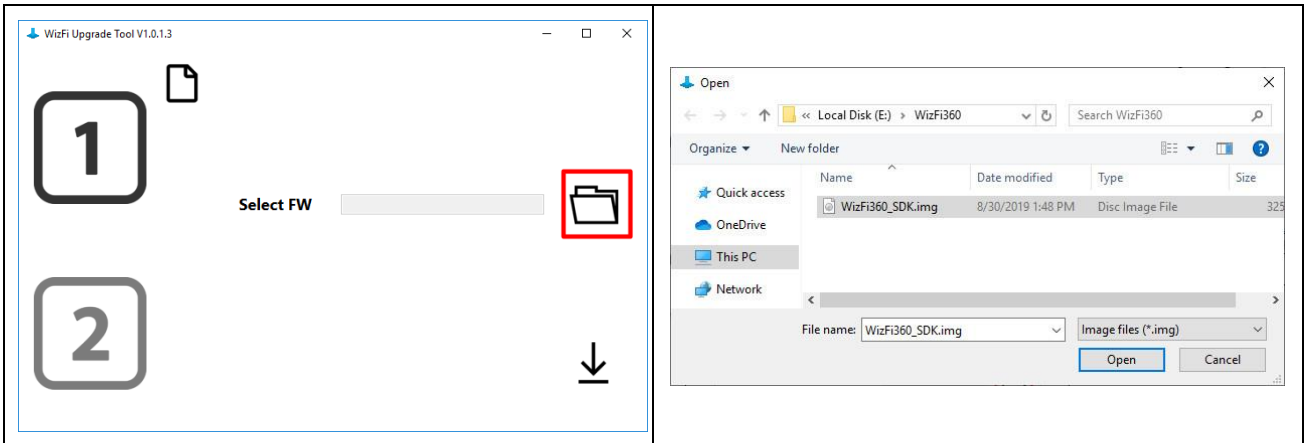 WizFi Upgrade Tool V1.0.1.3
1
Select FW
2
Open
« Local Disk (E:) › WizFi360
Search WizFi360
Organize
New folder
Name Date modified Type Size
Quick access
WizFi360_SDK.img 8/30/2019 1:48 PM Disc Image File 325
OneDrive
This PC
Network
File name: WizFi360_SDK.img Image files (*.img)
Open Cancel